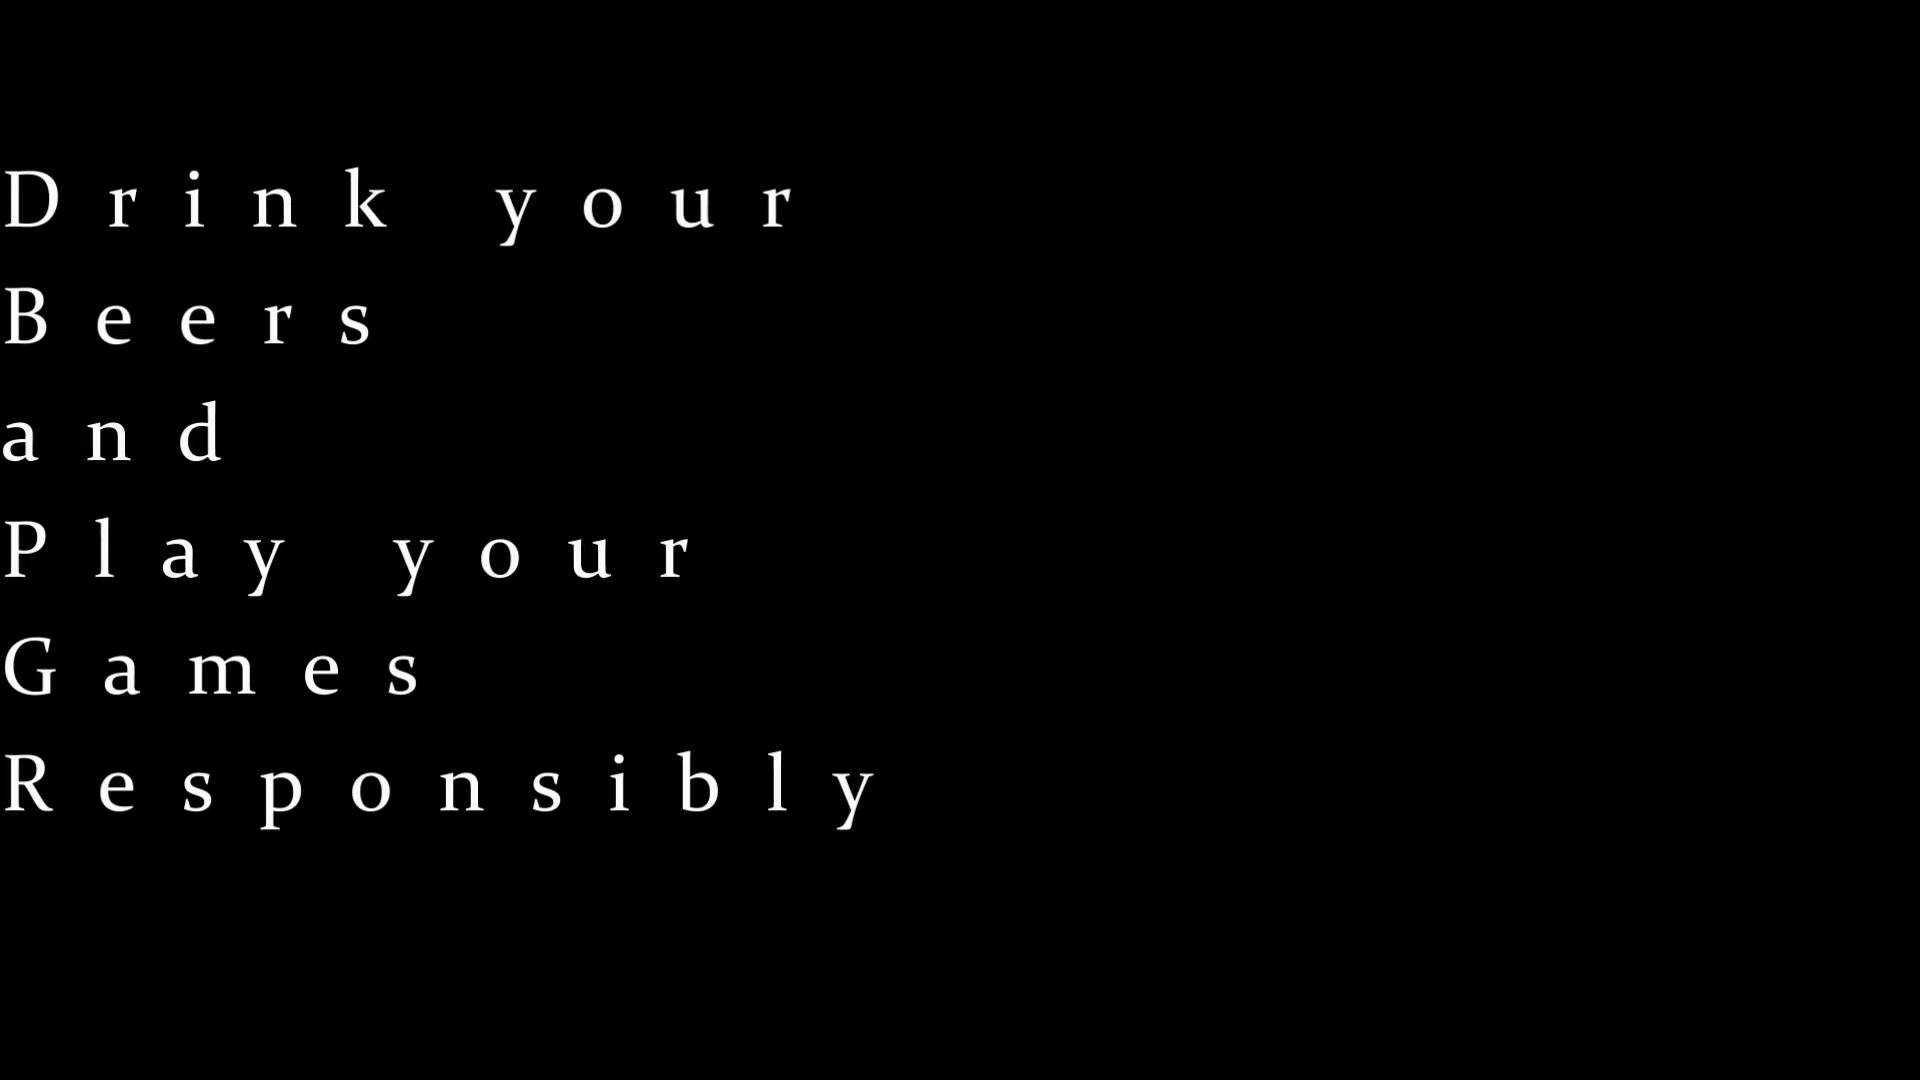 Drink your
Beers
and
Play your
Games
Responsibly